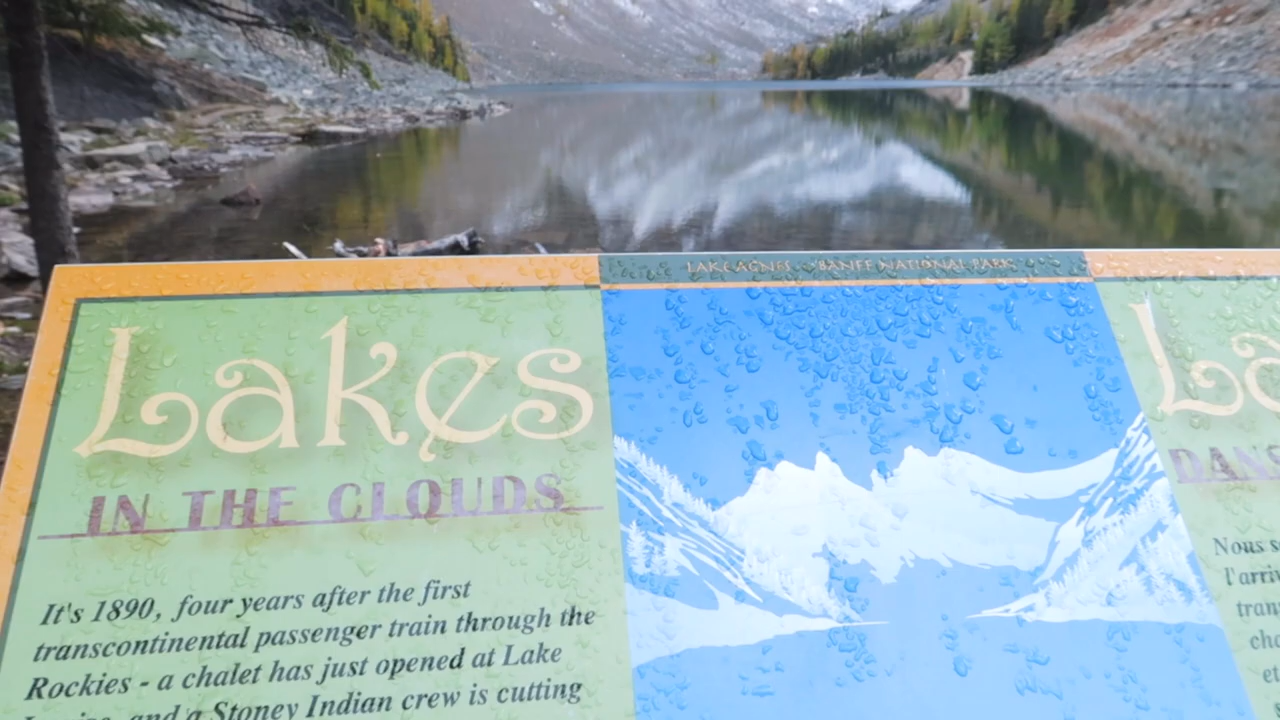 LAKE AGNES - BANFF NATIONAL PARK
Lakes
IN THE CLOUDS
It's 1890, four years after the first
transcontinental passenger train through the
Rockies - a chalet has just opened at Lake
and a Stoney Indian crew is cutting
La
DANS
Nous
l'arriv
tran
cha
et